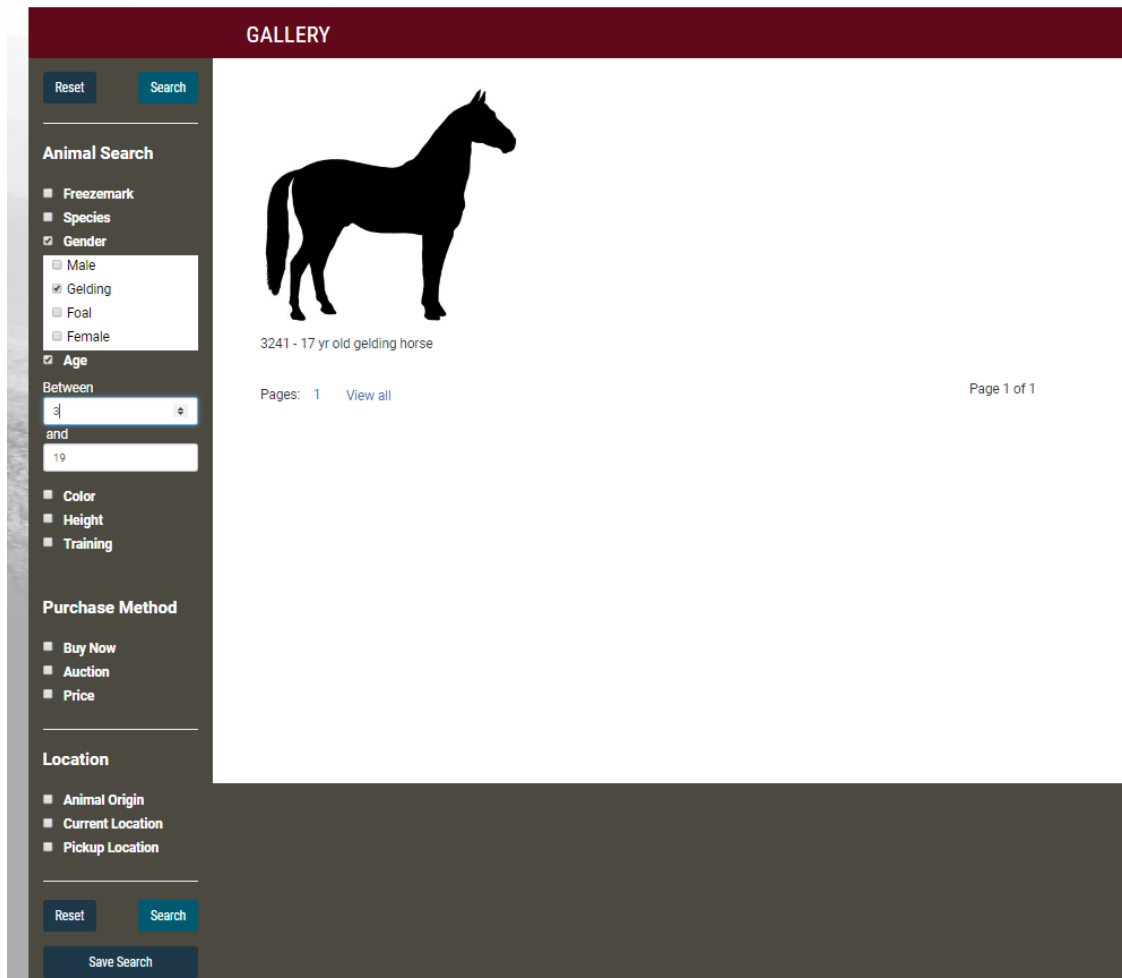 GALLERY
Reset Search
Animal Search
Freezemark
Species
Gender
Male
Gelding
Foal
Female
Age
Between
3
and
19
Color
Height
Training
Purchase Method
Buy Now
Auction
Price
Location
Animal Origin
Current Location
Pickup Location
Reset Search
Save Search
3241 - 17 yr old gelding horse
Pages: 1 View all
Page 1 of 1